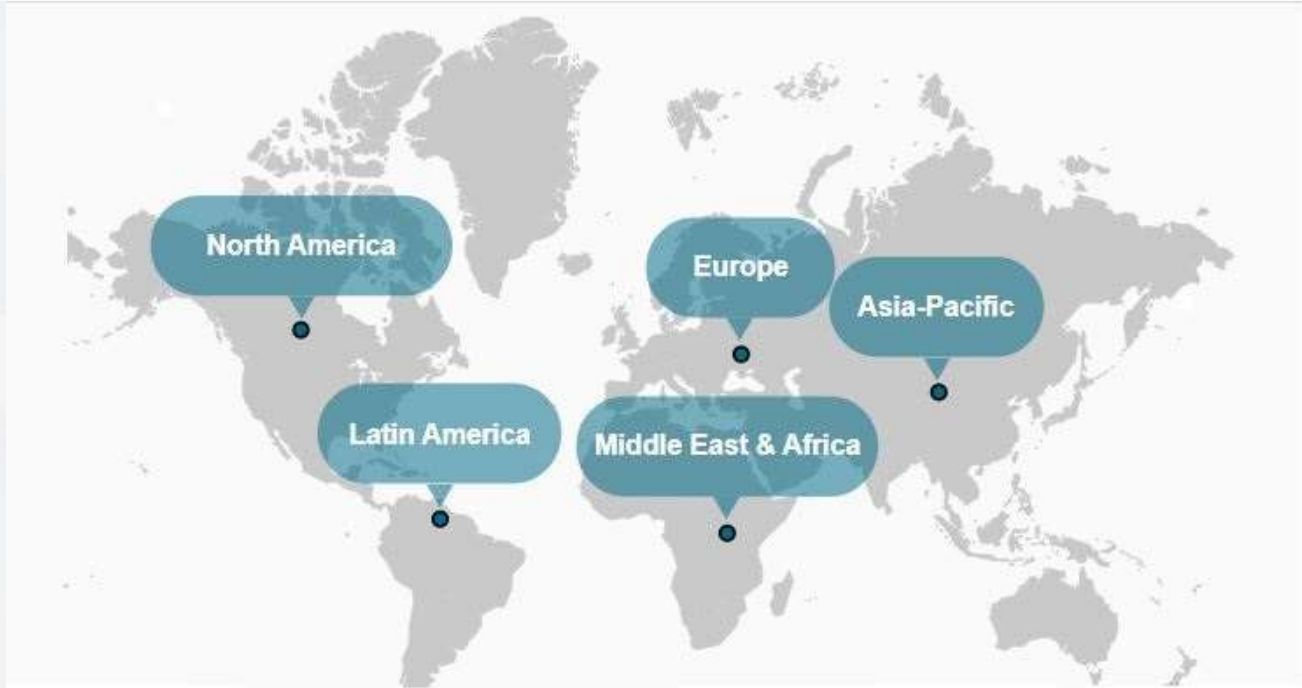 North America
Europe
Asia-Pacific
Latin America
Middle East & Africa